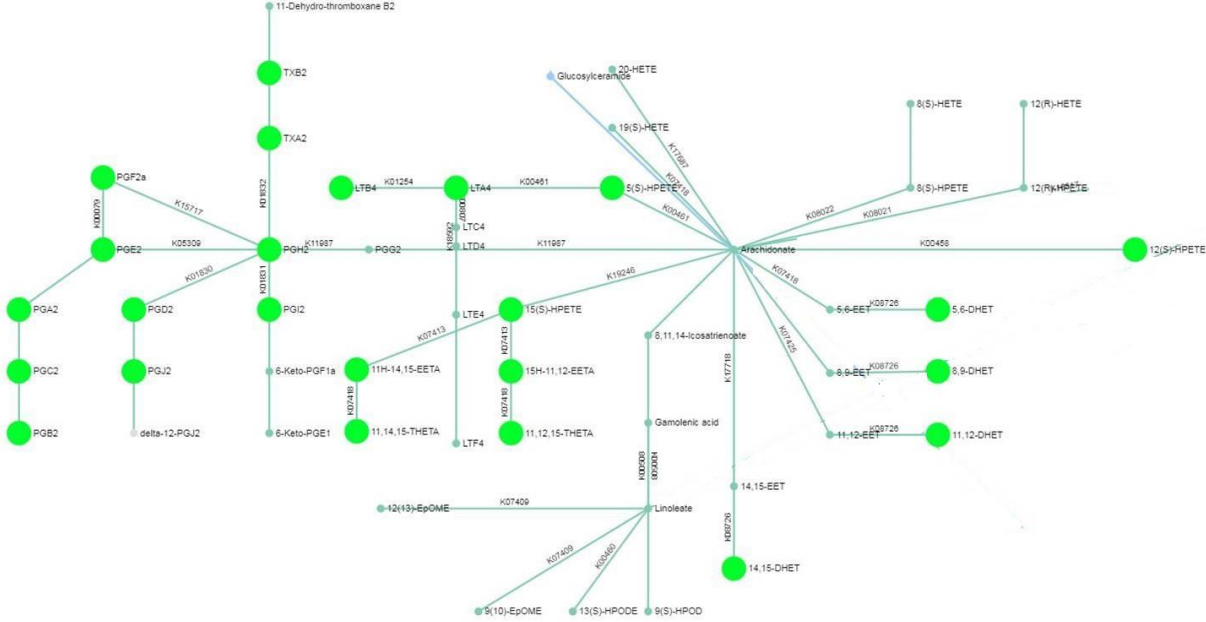 11-Dehydro-thromboxane B2
TXB2
20-HETE
Glucosylceramide
8(S)-HETE
12(R)-HETE
19(S)-HETE
TXA2
K17687
K07418
PGF2a
K01832
LTB4
K01254
LTA4
K00461
5(S)-HPETE
8(S)-HPETE
12(R)-HPETE
K00079
K15717
K00461
K08022
K08021
LTC4
K18592
PGE2
K05309
PGH2
K11987
PGG2
LTD4
K11987
Arachidonate
K00458
12(S)-HPETE
K01830
K01831
K19246
K07418
PGA2
PGD2
PGI2
LTE4
15(S)-HPETE
5,6-EET
K08726
5,6-DHET
K07413
K07413
8,11,14-Icosatrienoate
K07425
PGC2
PGJ2
6-Keto-PGF1a
11H-14,15-EETA
15H-11,12-EETA
K17718
8,9-EET
K08726
8,9-DHET
K07418
K07418
Gamolenic acid
PGB2
delta-12-PGJ2
6-Keto-PGE1
11,14,15-THETA
LTF4
11,12,15-THETA
11,12-EET
K08726
11,12-DHET
K00508
14,15-EET
12(13)-EpOME
K07409
Linoleate
K08726
K07409
K00460
14,15-DHET
9(10)-EpOME
13(S)-HPODE
9(S)-HPOD